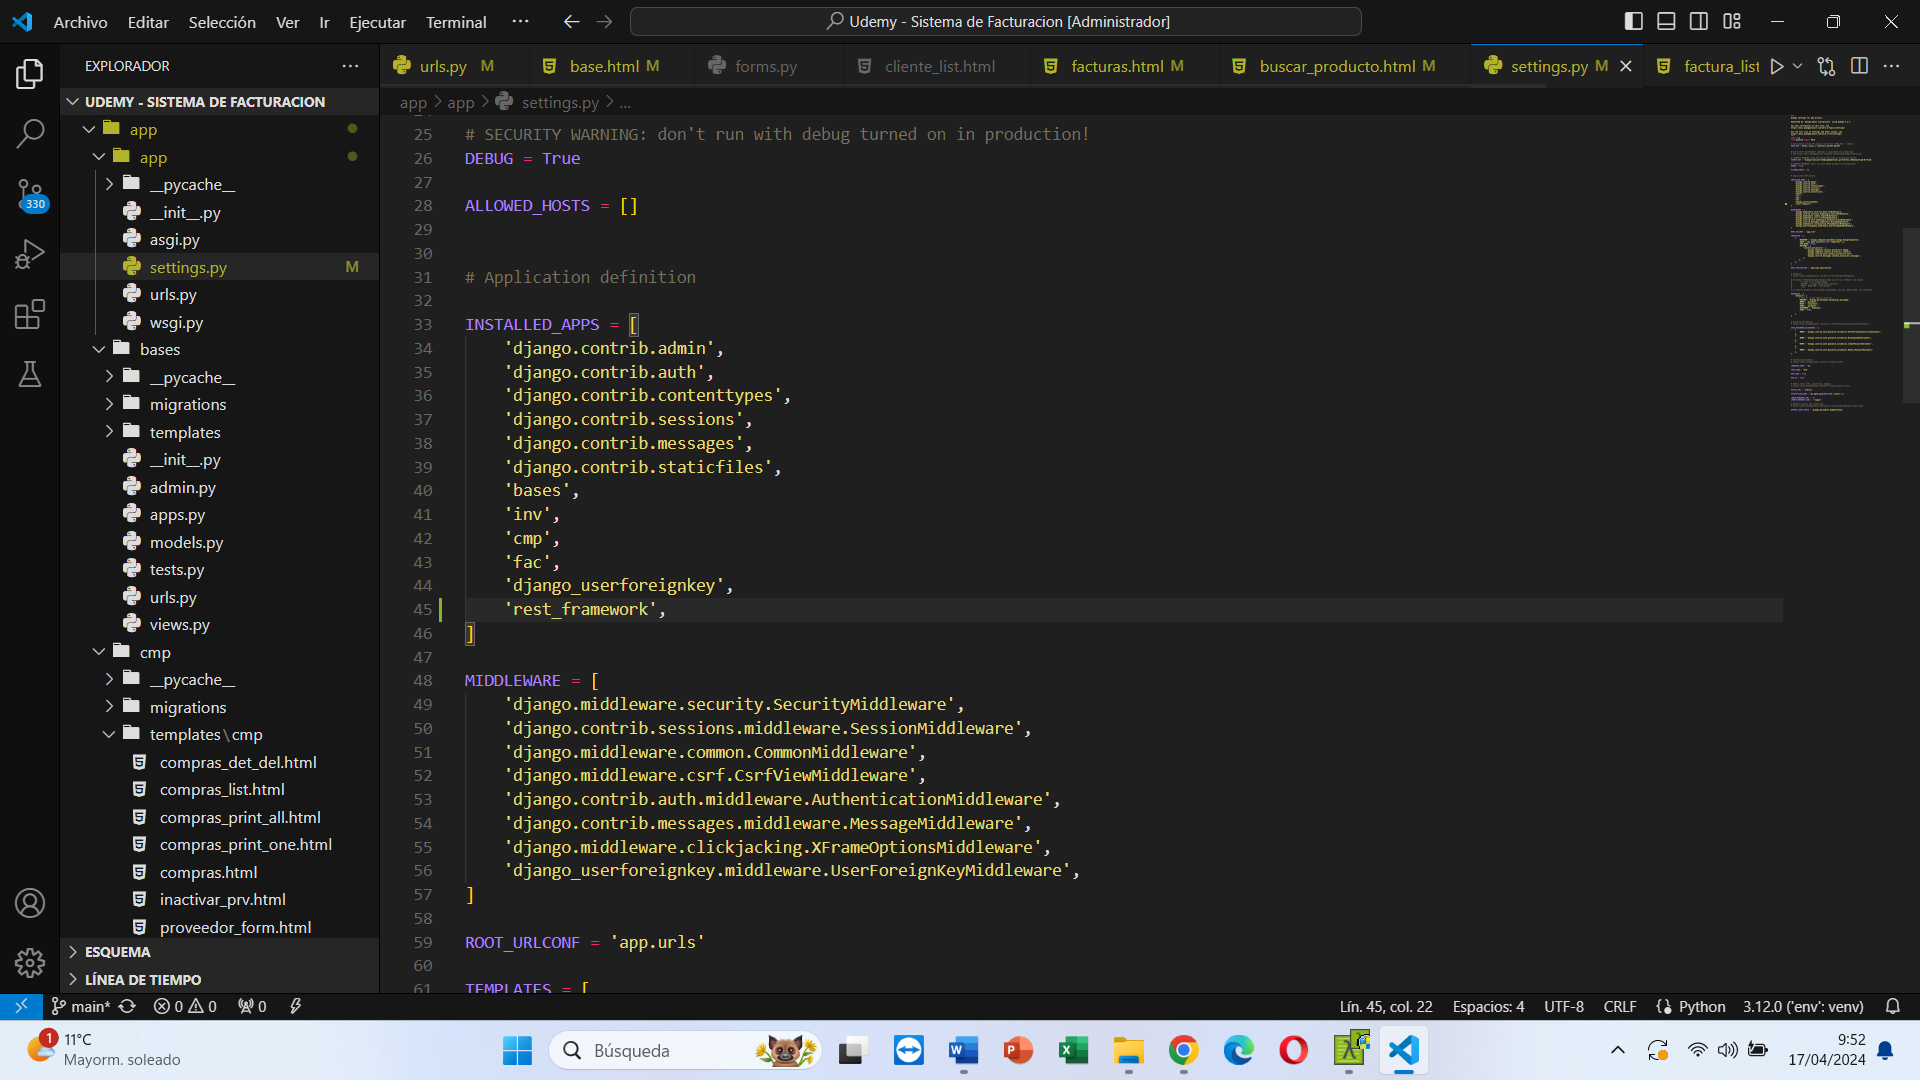 Archivo Editar Selección Ver Ir Ejecutar Terminal ··· Udemy - Sistema de Facturacion [Administrador]
EXPLORADOR ···
urls.py M base.html M forms.py cliente_list.html facturas.html M buscar_producto.html M settings.py M factura_list
UDEMY - SISTEMA DE FACTURACION
app > app > settings.py > ...
app
app
__pycache__
__init__.py
asgi.py
settings.py M
urls.py
wsgi.py
bases
__pycache__
migrations
templates
__init__.py
admin.py
apps.py
models.py
tests.py
urls.py
views.py
cmp
__pycache__
migrations
templates\cmp
compras_det_del.html
compras_list.html
compras_print_all.html
compras_print_one.html
compras.html
inactivar_prv.html
proveedor_form.html
ESQUEMA
LÍNEA DE TIEMPO
330
25 # SECURITY WARNING: don't run with debug turned on in production!
26 DEBUG = True
27
28 ALLOWED_HOSTS = []
29
30
31 # Application definition
32
33 INSTALLED_APPS = [
34 'django.contrib.admin',
35 'django.contrib.auth',
36 'django.contrib.contenttypes',
37 'django.contrib.sessions',
38 'django.contrib.messages',
39 'django.contrib.staticfiles',
40 'bases',
41 'inv',
42 'cmp',
43 'fac',
44 'django_userforeignkey',
45 'rest_framework',
46 ]
47
48 MIDDLEWARE = [
49 'django.middleware.security.SecurityMiddleware',
50 'django.contrib.sessions.middleware.SessionMiddleware',
51 'django.middleware.common.CommonMiddleware',
52 'django.middleware.csrf.CsrfViewMiddleware',
53 'django.contrib.auth.middleware.AuthenticationMiddleware',
54 'django.contrib.messages.middleware.MessageMiddleware',
55 'django.middleware.clickjacking.XFrameOptionsMiddleware',
56 'django_userforeignkey.middleware.UserForeignKeyMiddleware',
57 ]
58
59 ROOT_URLCONF = 'app.urls'
60
61 TEMPLATES = [
main* 0 0 0 Lín. 45, col. 22 Espacios: 4 UTF-8 CRLF Python 3.12.0 ('env': venv)
1 11°C
Mayorm. soleado
Búsqueda
9:52
17/04/2024